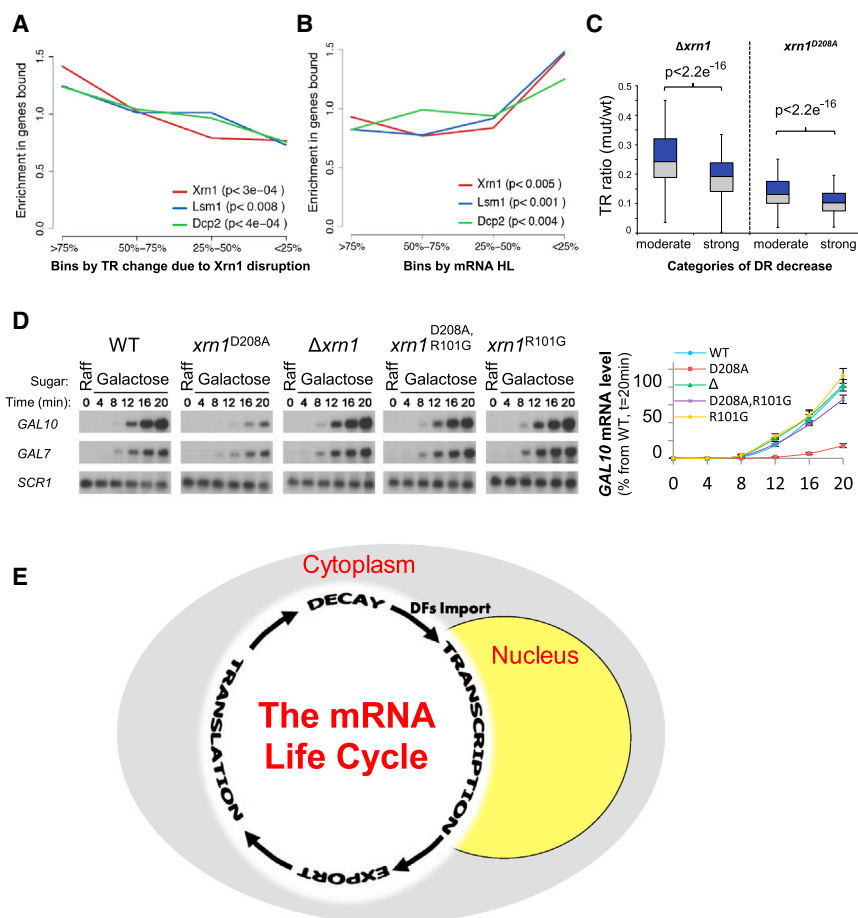 A
Enrichment in genes bound
1.5
1.0
0.5
0.0
Xrn1 (p< 3e−04 )
Lsm1 (p< 0.008 )
Dcp2 (p< 4e−04 )
>75%
50%−75%
25%−50%
<25%
Bins by TR change due to Xrn1 disruption
B
Enrichment in genes bound
1.5
1.0
0.5
0.0
Xrn1 (p< 0.005 )
Lsm1 (p< 0.001 )
Dcp2 (p< 0.004 )
>75%
50%−75%
25%−50%
<25%
Bins by mRNA HL
C
Δxrn1
xrn1D208A
p<2.2e−16
p<2.2e−16
TR ratio (mut/wt)
0.5
0.4
0.3
0.2
0.1
0
moderate strong moderate strong
Categories of DR decrease
D
WT
xrn1D208A
Δxrn1
xrn1D208A, R101G
xrn1R101G
Sugar: Raff Galactose Raff Galactose Raff Galactose Raff Galactose Raff Galactose
Time (min): 0 4 8 12 16 20 0 4 8 12 16 20 0 4 8 12 16 20 0 4 8 12 16 20 0 4 8 12 16 20
GAL10
GAL7
SCR1
GAL10 mRNA level
(% from WT, t=20min)
100
50
0
WT
D208A
Δ
D208A,R101G
R101G
0 4 8 12 16 20
E
Cytoplasm
DECAY
DFs Import
Nucleus
TRANSCRIPTION
The mRNA
Life Cycle
EXPORT
TRANSLATION